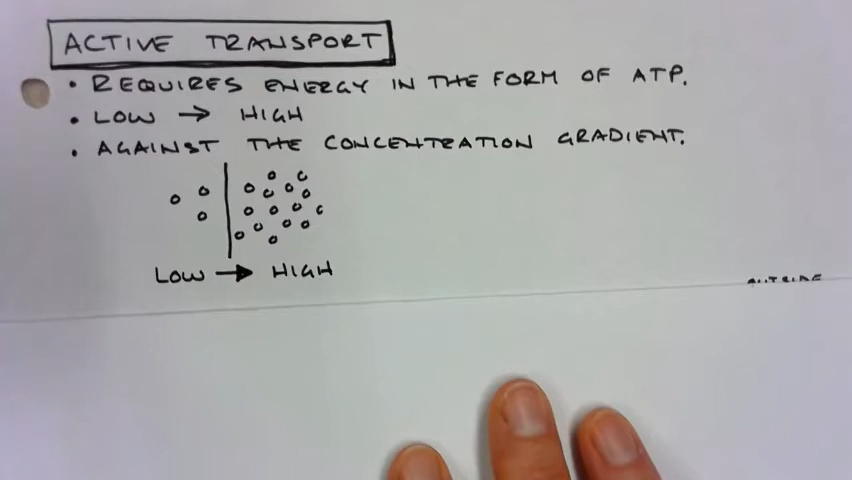 ACTIVE TRANSPORT
• REQUIRES ENERGY IN THE FORM OF ATP.
• LOW → HIGH
• AGAINST THE CONCENTRATION GRADIENT.
LOW → HIGH